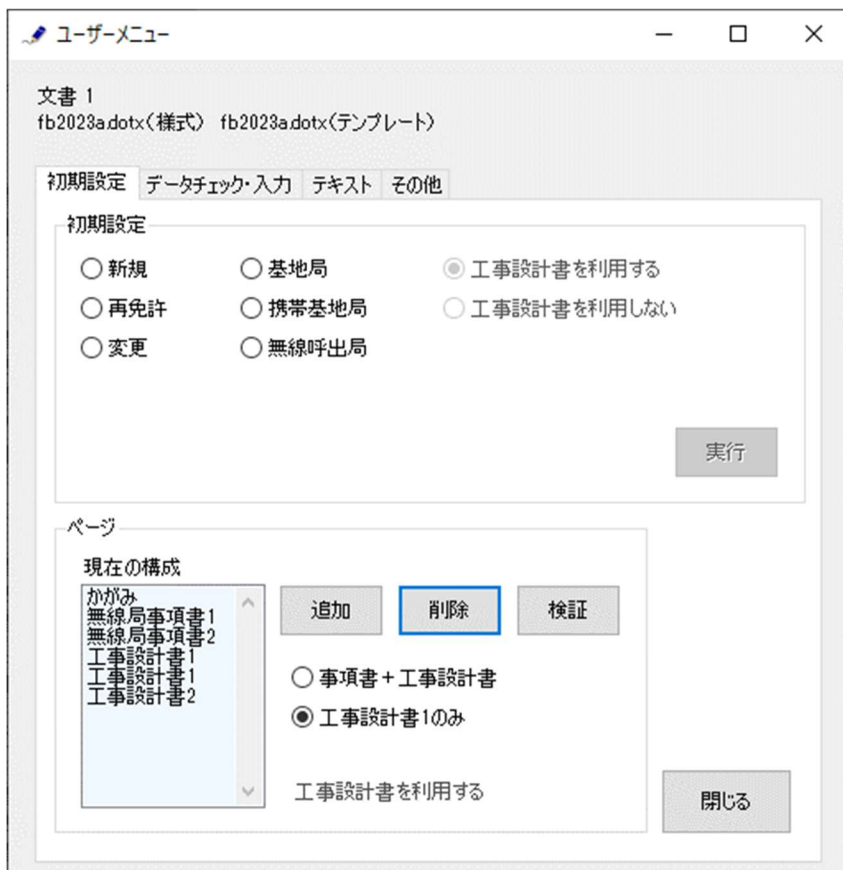 ユーザーメニュー
文書 1
fb2023a.dotx(様式) fb2023a.dotx(テンプレート)
初期設定 データチェック・入力 テキスト その他
初期設定
新規 基地局 工事設計書を利用する
再免許 携帯基地局 工事設計書を利用しない
変更 無線呼出局
実行
ページ
現在の構成
かがみ
無線局事項書1
無線局事項書2
工事設計書1
工事設計書1
工事設計書2
追加 削除 検証
事項書+工事設計書
工事設計書1のみ
工事設計書を利用する
閉じる